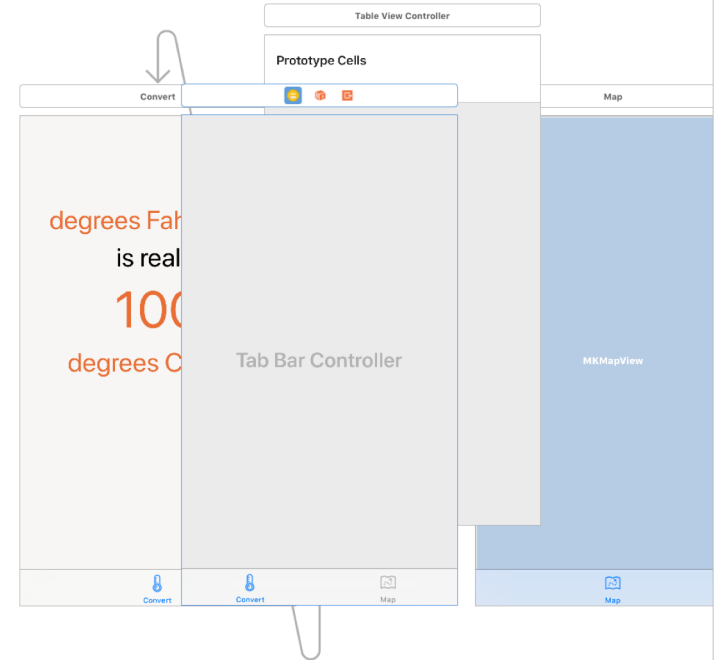 Table View Controller
Prototype Cells
Convert
Map
degrees Fah
is real
100
degrees C
Tab Bar Controller
MKMapView
Convert
Convert
Map
Map